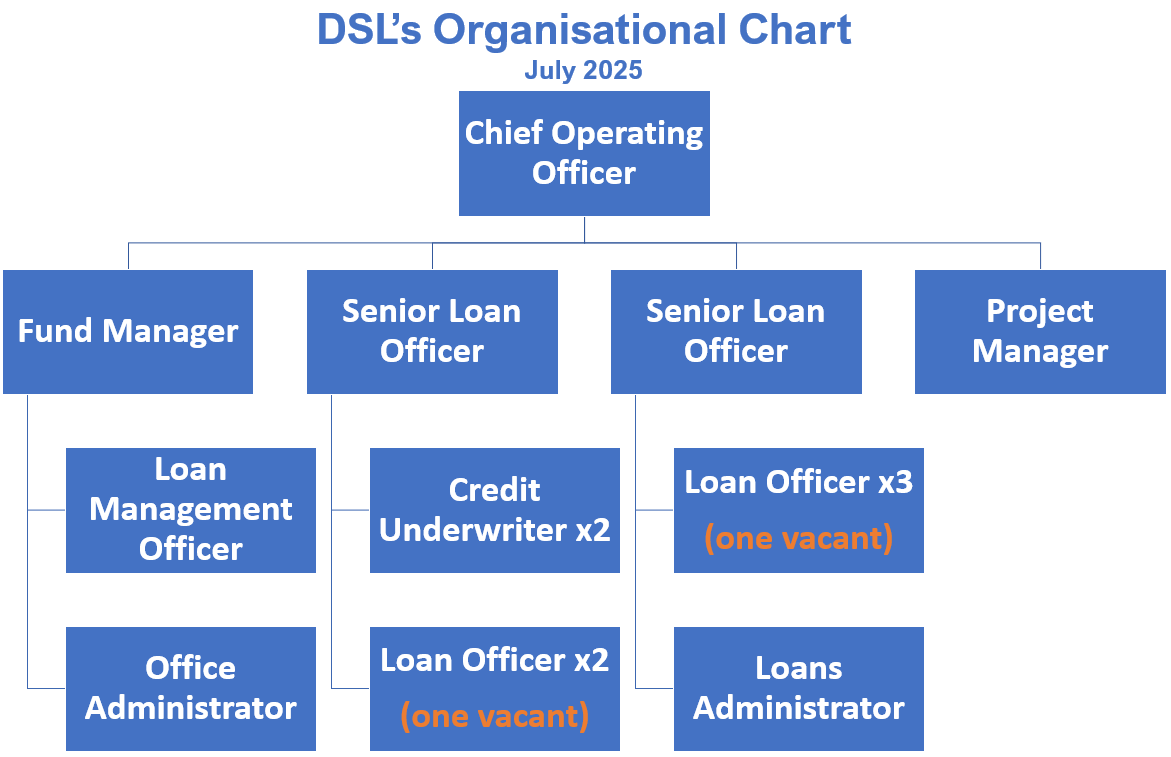 DSL’s Organisational Chart
July 2025
Chief Operating
Officer
Fund Manager
Senior Loan
Officer
Senior Loan
Officer
Project
Manager
Loan
Management
Officer
Credit
Underwriter x2
Loan Officer x3
(one vacant)
Office
Administrator
Loan Officer x2
(one vacant)
Loans
Administrator